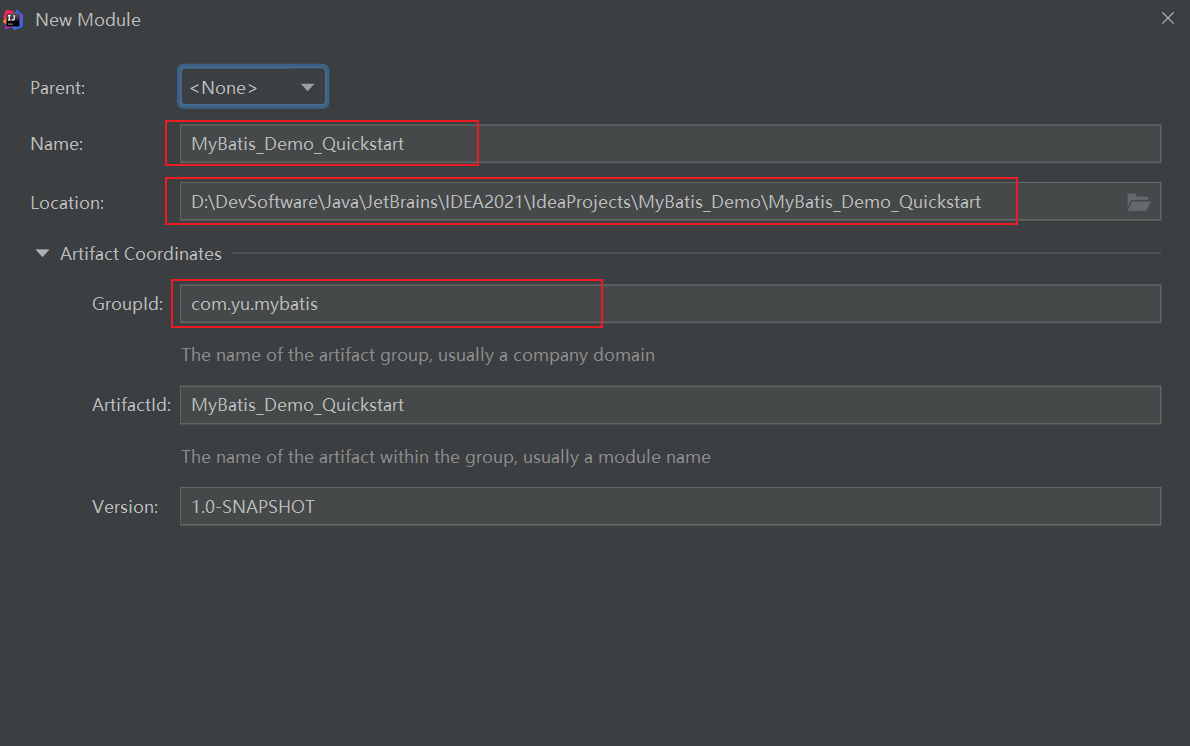 New Module
Parent: <None>
Name: MyBatis_Demo_Quickstart
Location: D:\DevSoftware\Java\JetBrains\IDEA2021\IdeaProjects\MyBatis_Demo\MyBatis_Demo_Quickstart
Artifact Coordinates
GroupId: com.yu.mybatis
The name of the artifact group, usually a company domain
ArtifactId: MyBatis_Demo_Quickstart
The name of the artifact within the group, usually a module name
Version: 1.0-SNAPSHOT